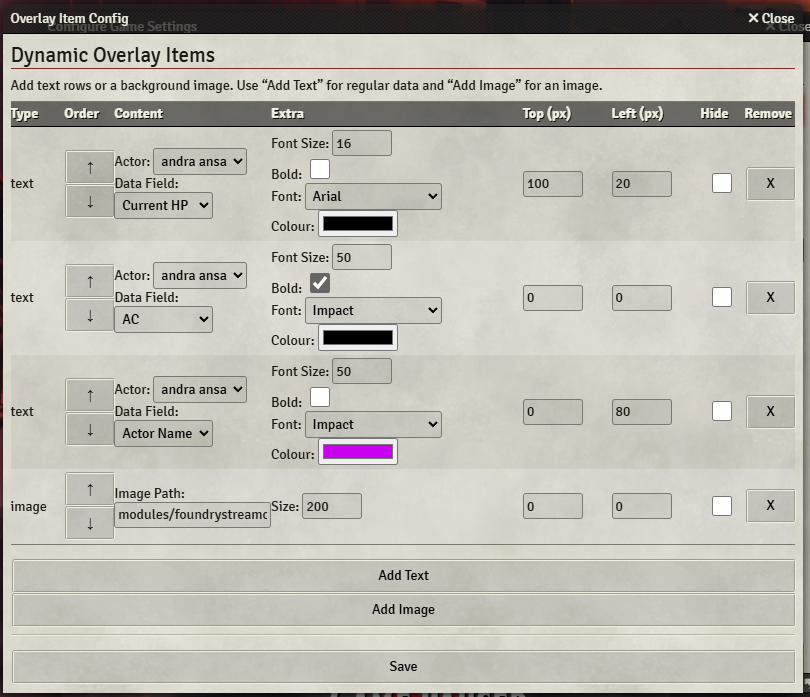 Overlay Item Config
✕ Close
Configure Game Settings
✕ Close
Dynamic Overlay Items
Add text rows or a background image. Use “Add Text” for regular data and “Add Image” for an image.
Type Order Content Extra Top (px) Left (px) Hide Remove
Font Size: 16
Actor: andra ansa
Bold:
text ↑ ↓ Data Field: 100 20 X
Current HP
Font: Arial
Colour:
Font Size: 50
Actor: andra ansa
Bold:
text ↑ ↓ Data Field: 0 0 X
AC
Font: Impact
Colour:
Font Size: 50
Actor: andra ansa
Bold:
text ↑ ↓ Data Field: 0 80 X
Actor Name
Font: Impact
Colour:
Image Path:
image ↑ ↓ modules/foundrystreamo Size: 200 0 0 X
Add Text
Add Image
Save